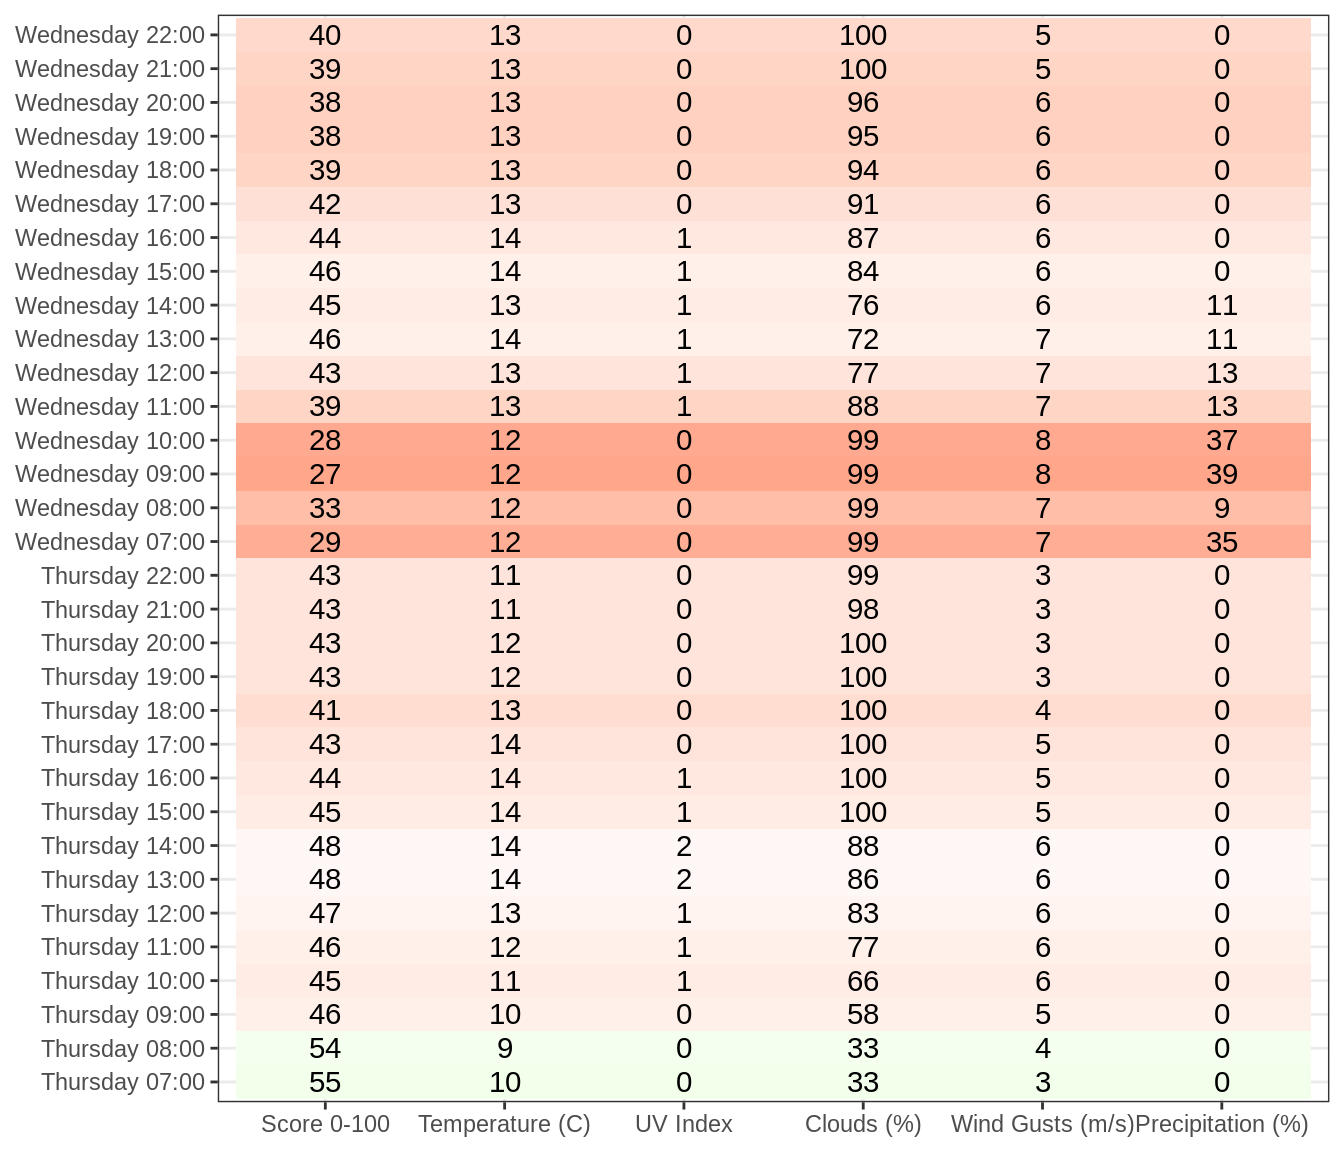 Wednesday 22:00 40 13 0 100 5 0
Wednesday 21:00 39 13 0 100 5 0
Wednesday 20:00 38 13 0 96 6 0
Wednesday 19:00 38 13 0 95 6 0
Wednesday 18:00 39 13 0 94 6 0
Wednesday 17:00 42 13 0 91 6 0
Wednesday 16:00 44 14 1 87 6 0
Wednesday 15:00 46 14 1 84 6 0
Wednesday 14:00 45 13 1 76 6 11
Wednesday 13:00 46 14 1 72 7 11
Wednesday 12:00 43 13 1 77 7 13
Wednesday 11:00 39 13 1 88 7 13
Wednesday 10:00 28 12 0 99 8 37
Wednesday 09:00 27 12 0 99 8 39
Wednesday 08:00 33 12 0 99 7 9
Wednesday 07:00 29 12 0 99 7 35
Thursday 22:00 43 11 0 99 3 0
Thursday 21:00 43 11 0 98 3 0
Thursday 20:00 43 12 0 100 3 0
Thursday 19:00 43 12 0 100 3 0
Thursday 18:00 41 13 0 100 4 0
Thursday 17:00 43 14 0 100 5 0
Thursday 16:00 44 14 1 100 5 0
Thursday 15:00 45 14 1 100 5 0
Thursday 14:00 48 14 2 88 6 0
Thursday 13:00 48 14 2 86 6 0
Thursday 12:00 47 13 1 83 6 0
Thursday 11:00 46 12 1 77 6 0
Thursday 10:00 45 11 1 66 6 0
Thursday 09:00 46 10 0 58 5 0
Thursday 08:00 54 9 0 33 4 0
Thursday 07:00 55 10 0 33 3 0
Score 0-100 Temperature (C) UV Index Clouds (%) Wind Gusts (m/s) Precipitation (%)